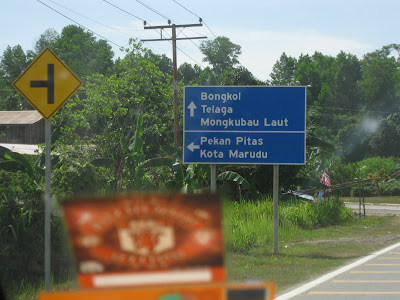 Bongkol
Telaga
Mongkubau Laut
Pekan Pitas
Kota Marudu